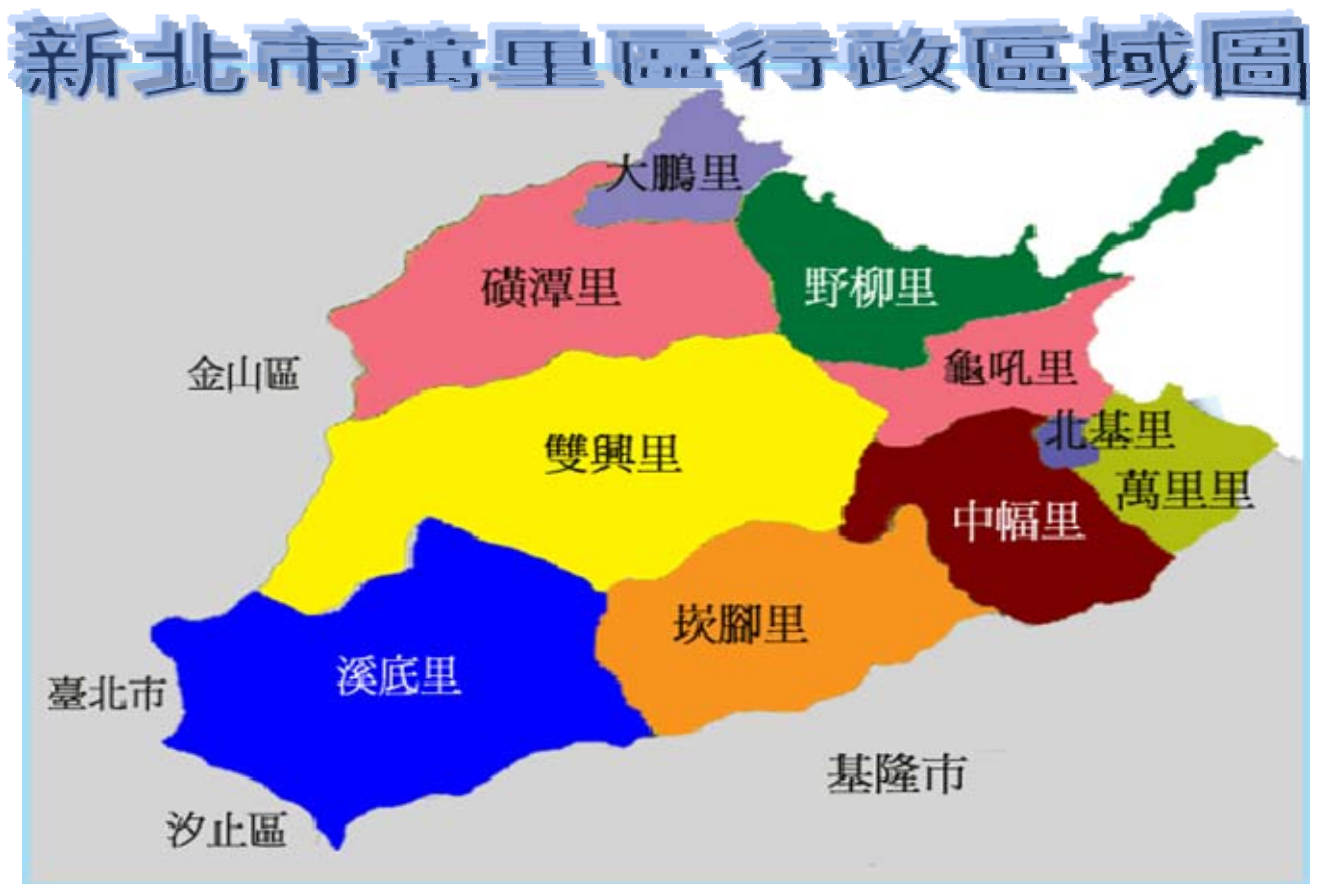 新北市萬里區行政區域圖
大鵬里
磺潭里
野柳里
金山區
龜吼里
北基里
雙興里
萬里里
中幅里
崁腳里
溪底里
臺北市
基隆市
汐止區